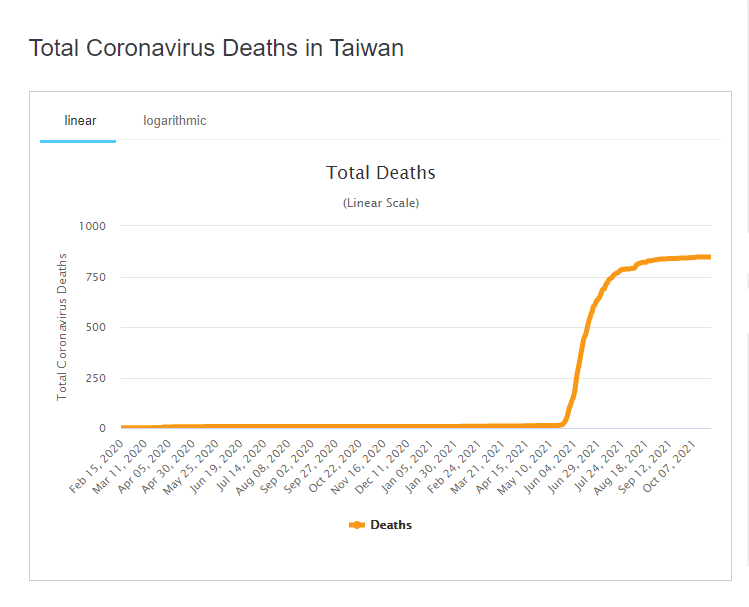 Total Coronavirus Deaths in Taiwan
linear logarithmic
Total Deaths
(Linear Scale)
Total Coronavirus Deaths
1000
750
500
250
0
Feb 15, 2020
Mar 11, 2020
Apr 05, 2020
Apr 30, 2020
May 25, 2020
Jun 19, 2020
Jul 14, 2020
Aug 08, 2020
Sep 02, 2020
Sep 27, 2020
Oct 22, 2020
Nov 16, 2020
Dec 11, 2020
Jan 05, 2021
Jan 30, 2021
Feb 24, 2021
Mar 21, 2021
Apr 15, 2021
May 10, 2021
Jun 04, 2021
Jun 29, 2021
Jul 24, 2021
Aug 18, 2021
Sep 12, 2021
Oct 07, 2021
Deaths